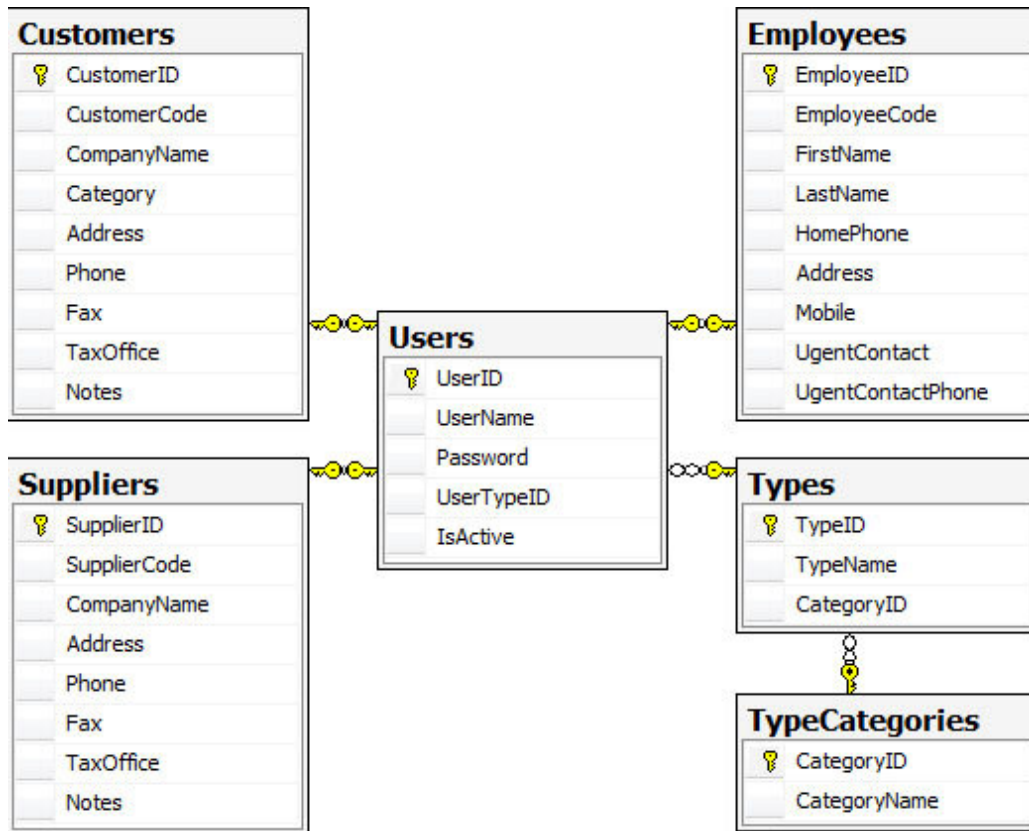 Customers
CustomerID
CustomerCode
CompanyName
Category
Address
Phone
Fax
TaxOffice
Notes
Employees
EmployeeID
EmployeeCode
FirstName
LastName
HomePhone
Address
Mobile
UgentContact
UgentContactPhone
Users
UserID
UserName
Password
UserTypeID
IsActive
Suppliers
SupplierID
SupplierCode
CompanyName
Address
Phone
Fax
TaxOffice
Notes
Types
TypeID
TypeName
CategoryID
TypeCategories
CategoryID
CategoryName